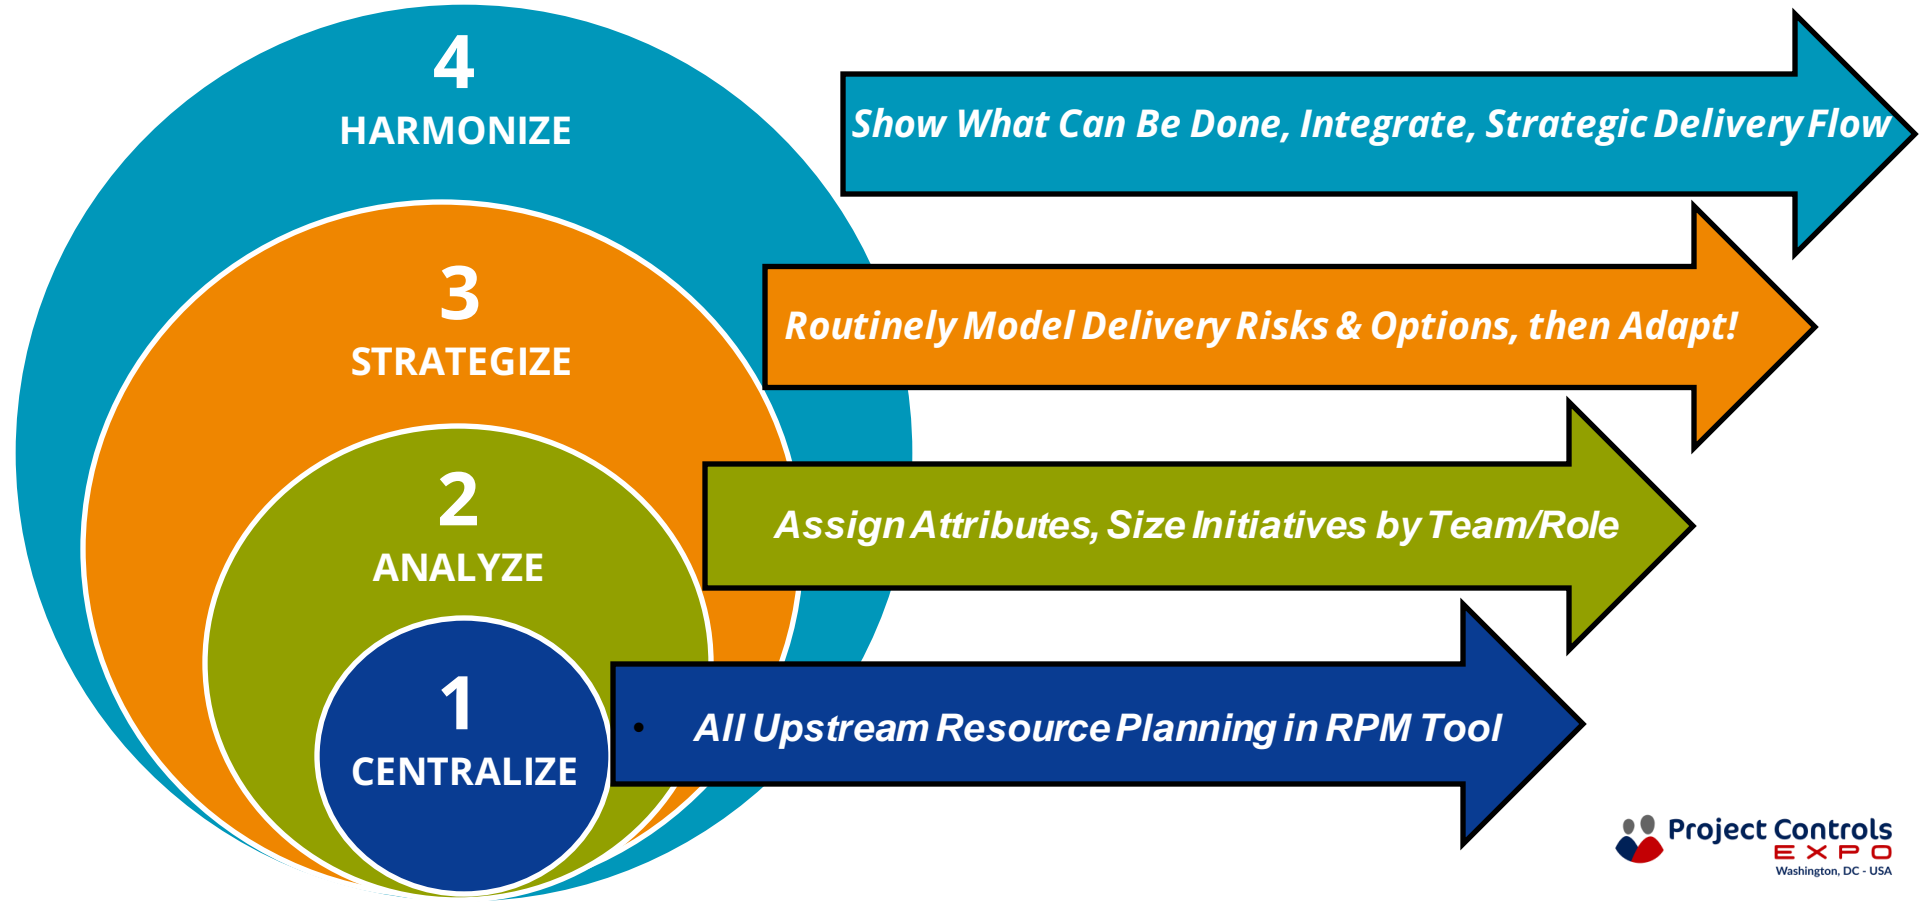 4
HARMONIZE
Show What Can Be Done, Integrate, Strategic Delivery Flow
3
STRATEGIZE
Routinely Model Delivery Risks & Options, then Adapt!
2
ANALYZE
Assign Attributes, Size Initiatives by Team/Role
1
CENTRALIZE
• All Upstream Resource Planning in RPM Tool
Project Controls
EXPO
Washington, DC - USA